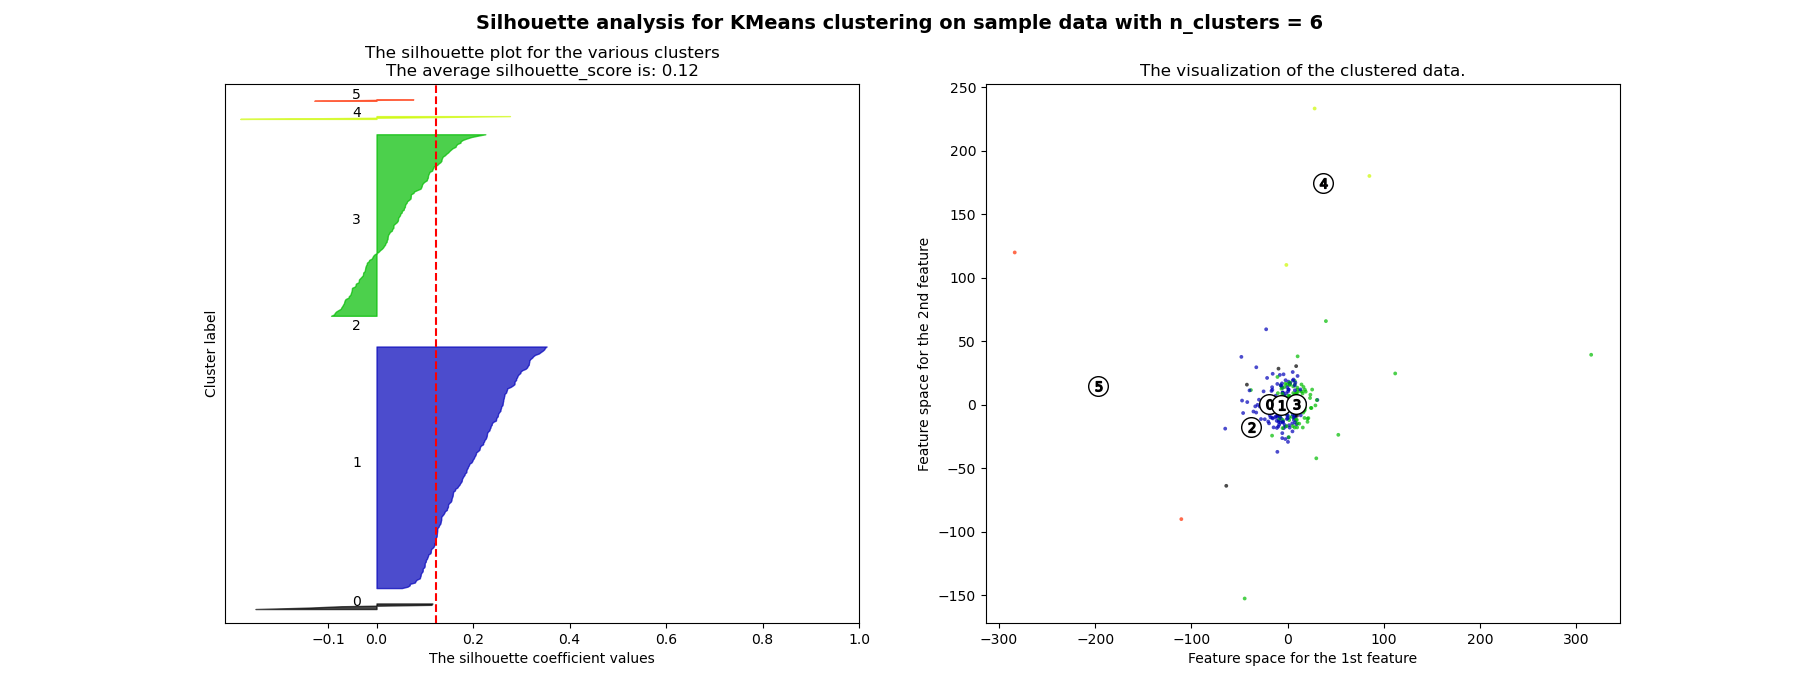 Silhouette analysis for KMeans clustering on sample data with n_clusters = 6
The silhouette plot for the various clusters
The average silhouette_score is: 0.12
5
4
3
2
1
0
Cluster label
−0.1 0.0 0.2 0.4 0.6 0.8 1.0
The silhouette coefficient values
The visualization of the clustered data.
250
200
150
100
50
0
−50
−100
−150
Feature space for the 2nd feature
4
5
0 1 3
2
−300 −200 −100 0 100 200 300
Feature space for the 1st feature